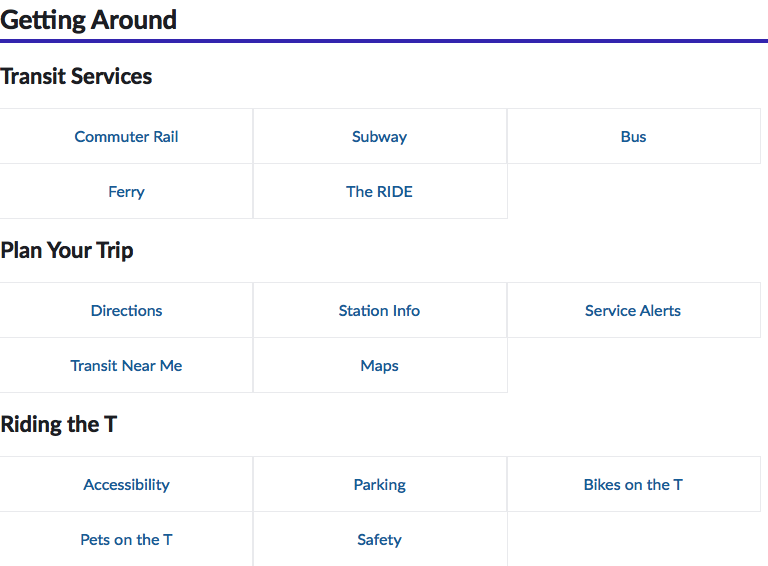 Getting Around
Transit Services
Commuter Rail Subway Bus
Ferry The RIDE
Plan Your Trip
Directions Station Info Service Alerts
Transit Near Me Maps
Riding the T
Accessibility Parking Bikes on the T
Pets on the T Safety